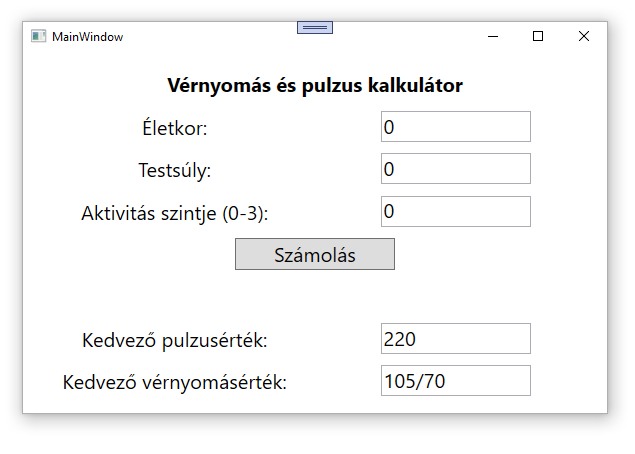 MainWindow
Vérnyomás és pulzus kalkulátor
Életkor: 0
Testsúly: 0
Aktivitás szintje (0-3): 0
Számolás
Kedvező pulzusérték: 220
Kedvező vérnyomásérték: 105/70